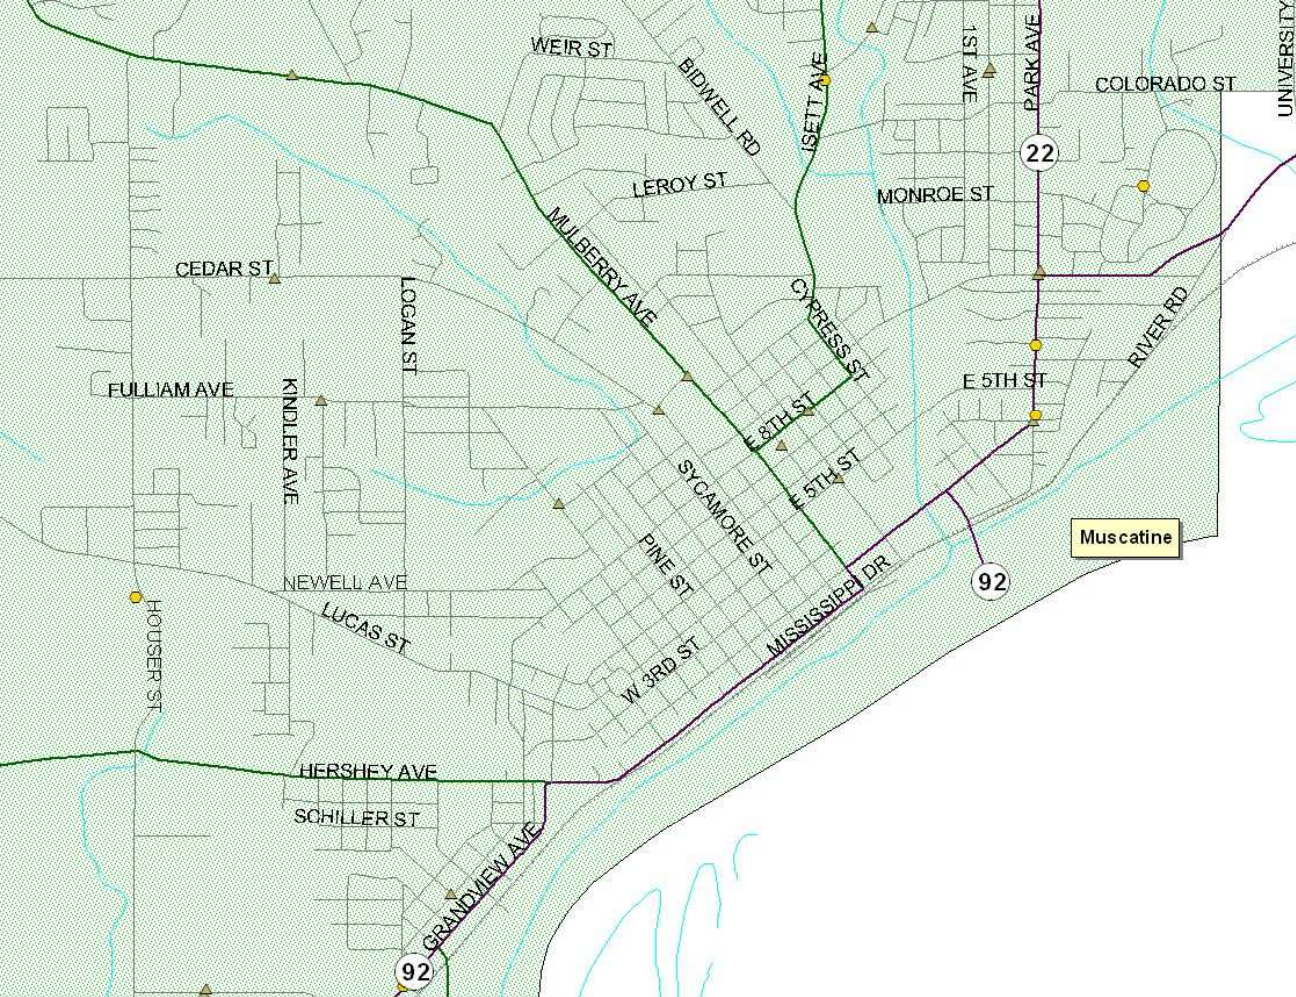 WEIR ST
BIDWELL RD
ISETT AVE
1ST AVE
PARK AVE
COLORADO ST
UNIVERSITY
22
LEROY ST
MONROE ST
MULBERRY AVE
CEDAR ST
LOGAN ST
CYPRESS ST
RIVER RD
FULLIAM AVE
KINDLER AVE
E 5TH ST
E 8TH ST
E 5TH ST
SYCAMORE ST
PINE ST
Muscatine
92
NEWELL AVE
LUCAS ST
HOUSER ST
MISSISSIPPI DR
W 3RD ST
HERSHEY AVE
SCHILLER ST
GRANDVIEW AVE
92